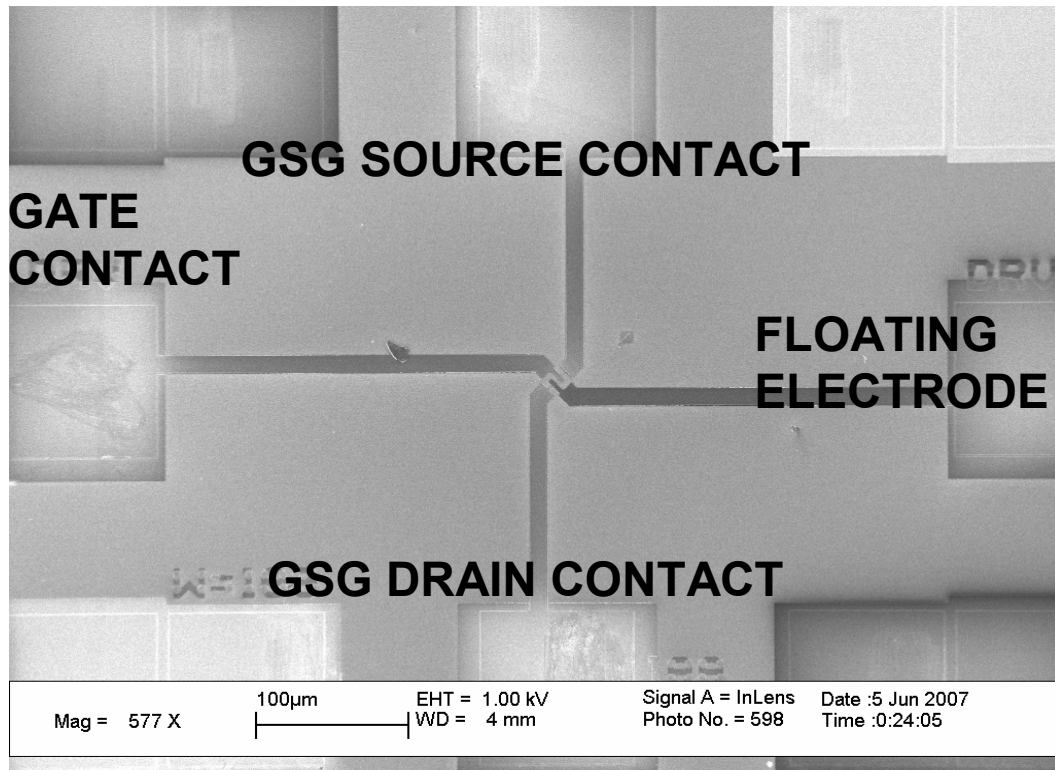 GSG SOURCE CONTACT
GATE
CONTACT
DRV
FLOATING
ELECTRODE
GSG DRAIN CONTACT
Mag = 577 X
100µm
EHT = 1.00 kV
WD = 4 mm
Signal A = InLens
Photo No. = 598
Date :5 Jun 2007
Time :0:24:05